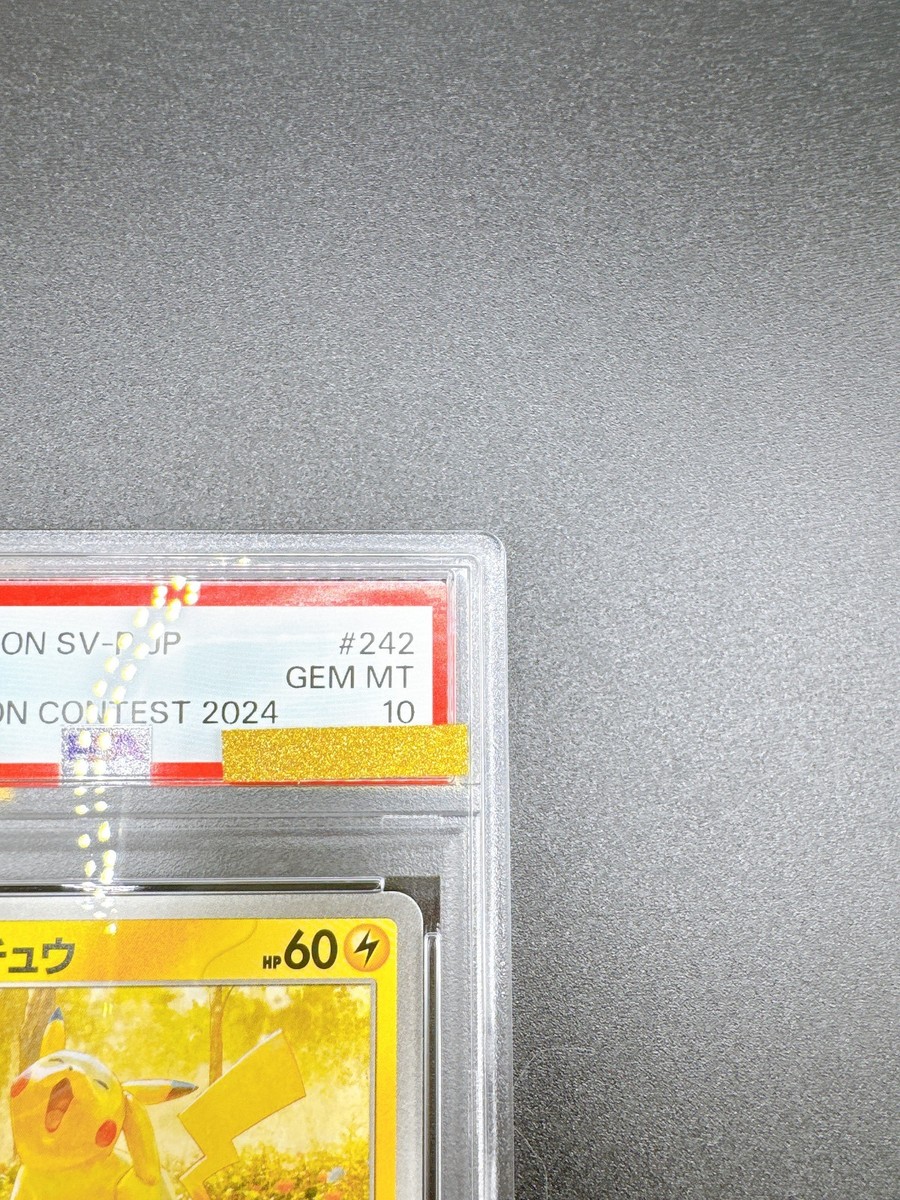 ON SV-P JP #242
GEM MT
ON CONTEST 2024 10
チュウ HP60